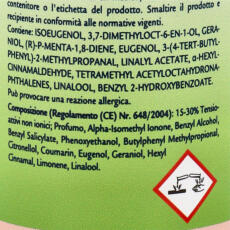 contenitore o l'etichetta del prodotto. Smaltire il prodotto e
recipiente in conformità alle normative vigenti.
Contiene: ISOEUGENOL, 3,7-DIMETHYLOCT-6-EN-1-OL, GERA-
NIOL, (R)-P-MENTA-1,8-DIENE, EUGENOL, 3-(4-TERT-BUTYL-
PHENYL)-2-METHYLPROPANAL, LINALYL ACETATE, α-HEXYL-
CINNAMALDEHYDE, TETRAMETHYL ACETYLOCTAHYDRONA-
PHTHALENES, LINALOOL, BENZYL 2-HYDROXYBENZOATE.
Può provocare una reazione allergica.
Composizione (Regolamento (CE) Nr. 648/2004): 15-30% Tensio-
attivi non ionici; Profumo, Alpha-Isomethyl Ionone, Benzyl Alcohol,
Benzyl Salicylate, Phenoxyethanol, Butylphenyl Methylpropional,
Citronellol, Coumarin, Eugenol, Geraniol, Hexyl
Cinnamal, Limonene, Linalool.